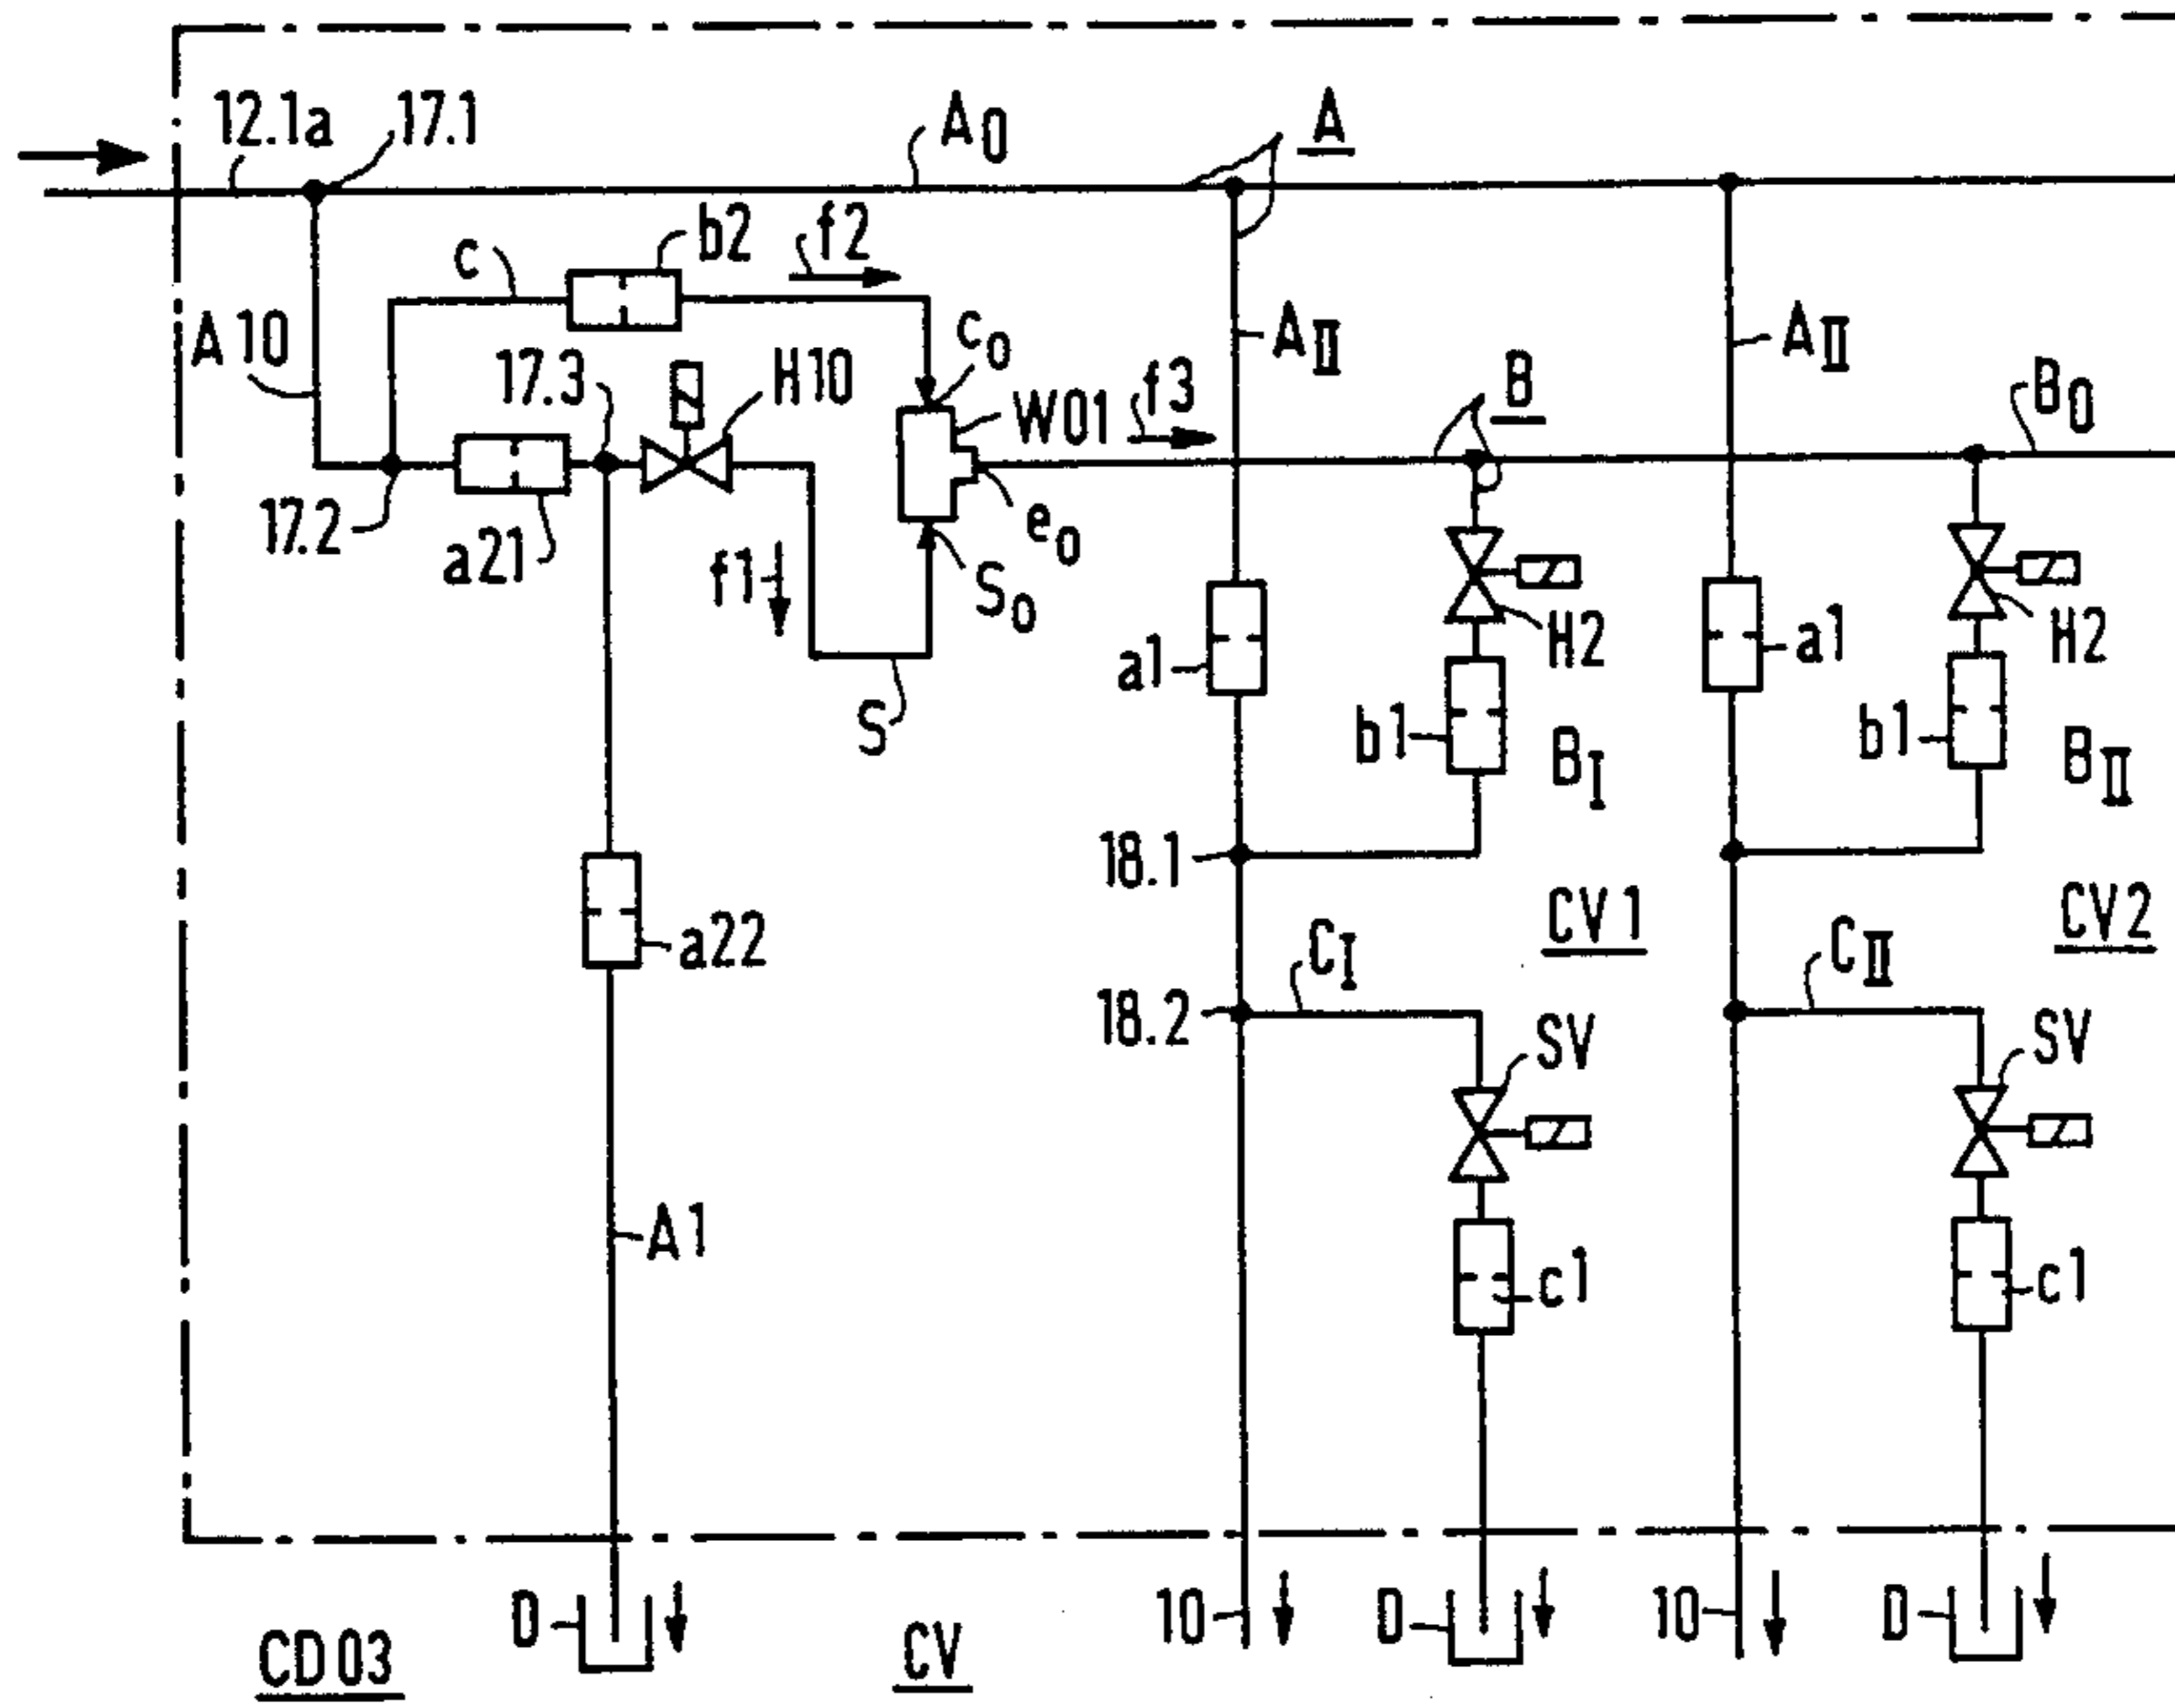 12.1a
17.1
A0
A
b2
f2
c
A10
c0
AII
AII
17.3
H10
W01
f3
B
B0
17.2
a21
e0
f1
S0
H2
H2
a1
a1
S
b1
BI
b1
BII
18.1
a22
CV1
CV2
CI
CII
18.2
SV
SV
A1
c1
c1
D
10
D
10
D
CD03
CV